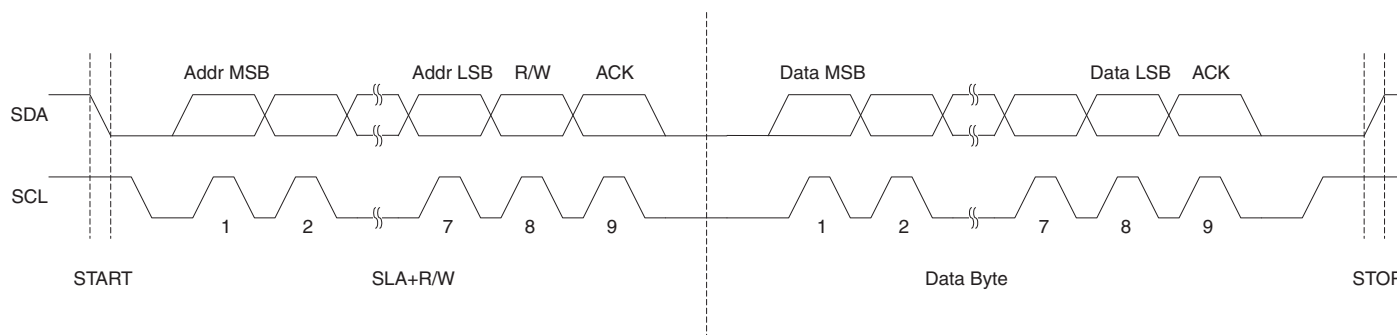 Addr MSB Addr LSB R/W ACK Data MSB Data LSB ACK
SDA
SCL
1 2 7 8 9 1 2 7 8 9
START SLA+R/W Data Byte STOP